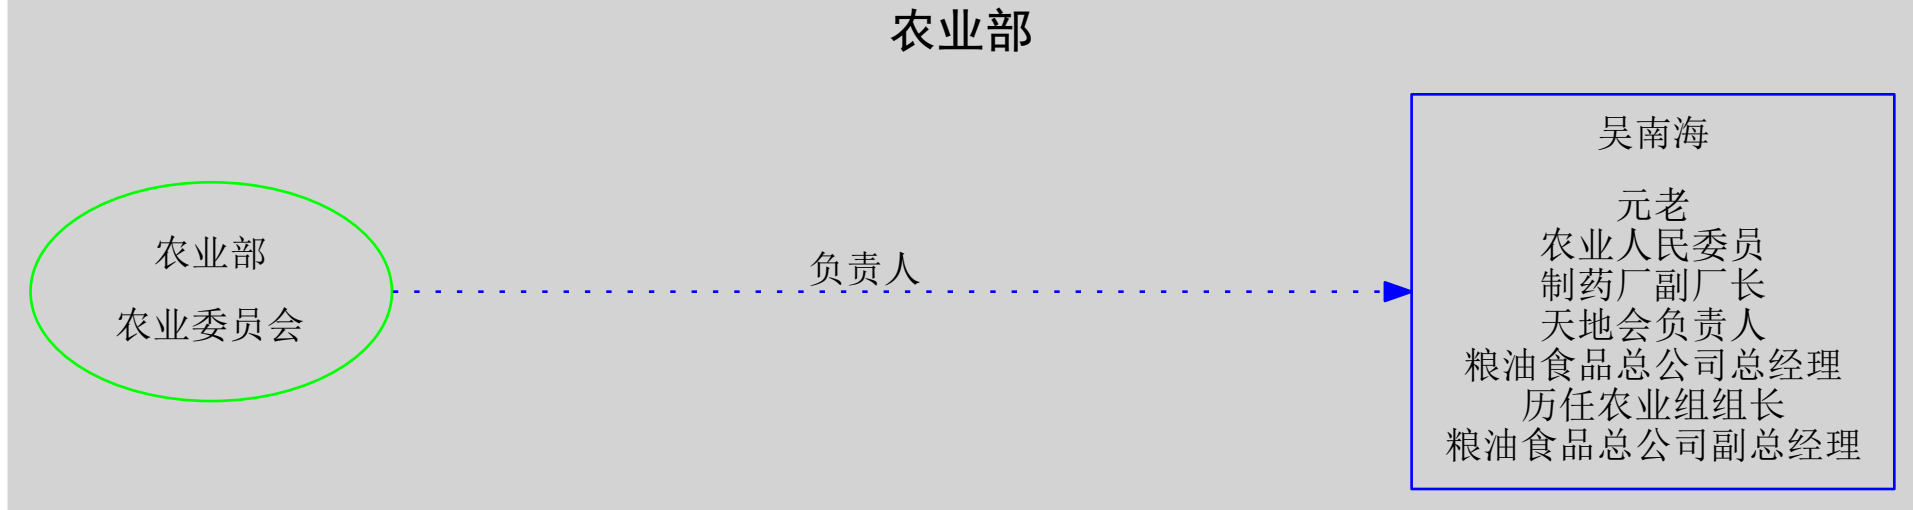 农业部
农业部
农业委员会
负责人
吴南海
元老
农业人民委员
制药厂副厂长
天地会负责人
粮油食品总公司总经理
历任农业组组长
粮油食品总公司副总经理